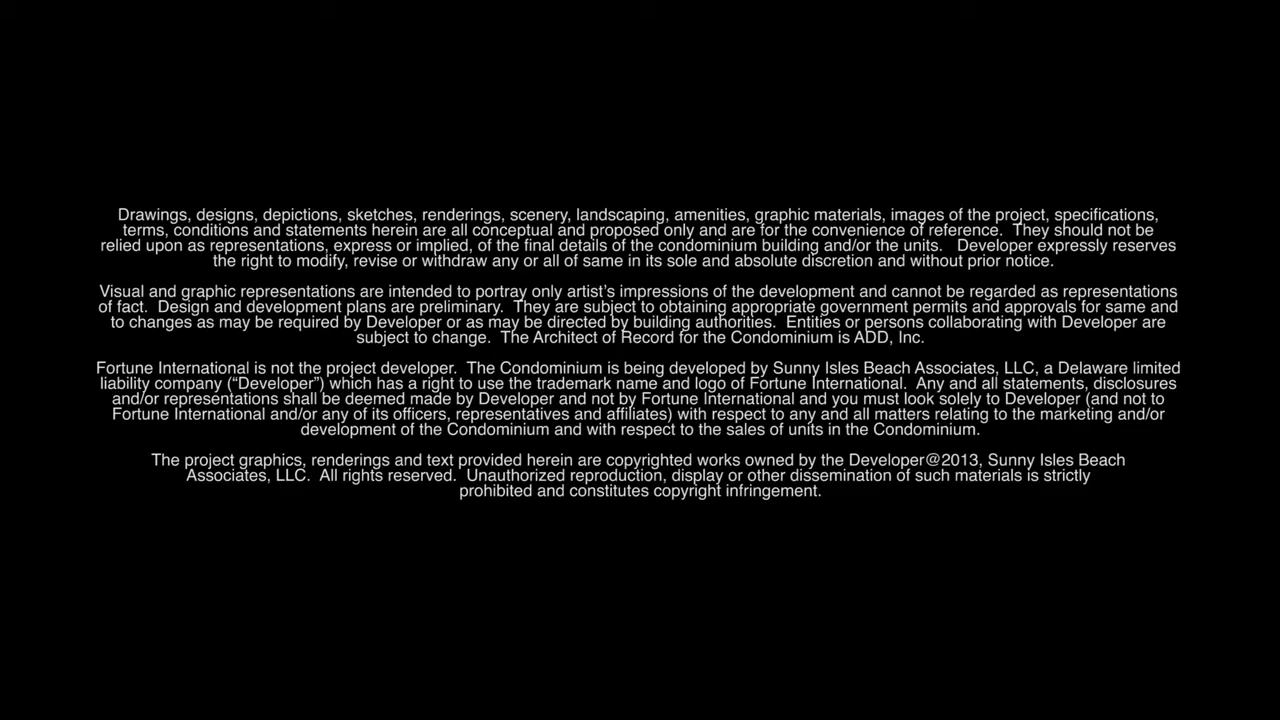 Drawings, designs, depictions, sketches, renderings, scenery, landscaping, amenities, graphic materials, images of the project, specifications,
terms, conditions and statements herein are all conceptual and proposed only and are for the convenience of reference.  They should not be
relied upon as representations, express or implied, of the final details of the condominium building and/or the units.   Developer expressly reserves
the right to modify, revise or withdraw any or all of same in its sole and absolute discretion and without prior notice.
Visual and graphic representations are intended to portray only artist's impressions of the development and cannot be regarded as representations
of fact.  Design and development plans are preliminary.  They are subject to obtaining appropriate government permits and approvals for same and
to changes as may be required by Developer or as may be directed by building authorities.  Entities or persons collaborating with Developer are
subject to change.  The Architect of Record for the Condominium is ADD, Inc.
Fortune International is not the project developer.  The Condominium is being developed by Sunny Isles Beach Associates, LLC, a Delaware limited
liability company (“Developer”) which has a right to use the trademark name and logo of Fortune International.  Any and all statements, disclosures
and/or representations shall be deemed made by Developer and not by Fortune International and you must look solely to Developer (and not to
Fortune International and/or any of its officers, representatives and affiliates) with respect to any and all matters relating to the marketing and/or
development of the Condominium and with respect to the sales of units in the Condominium.
The project graphics, renderings and text provided herein are copyrighted works owned by the Developer@2013, Sunny Isles Beach
Associates, LLC.  All rights reserved.  Unauthorized reproduction, display or other dissemination of such materials is strictly
prohibited and constitutes copyright infringement.